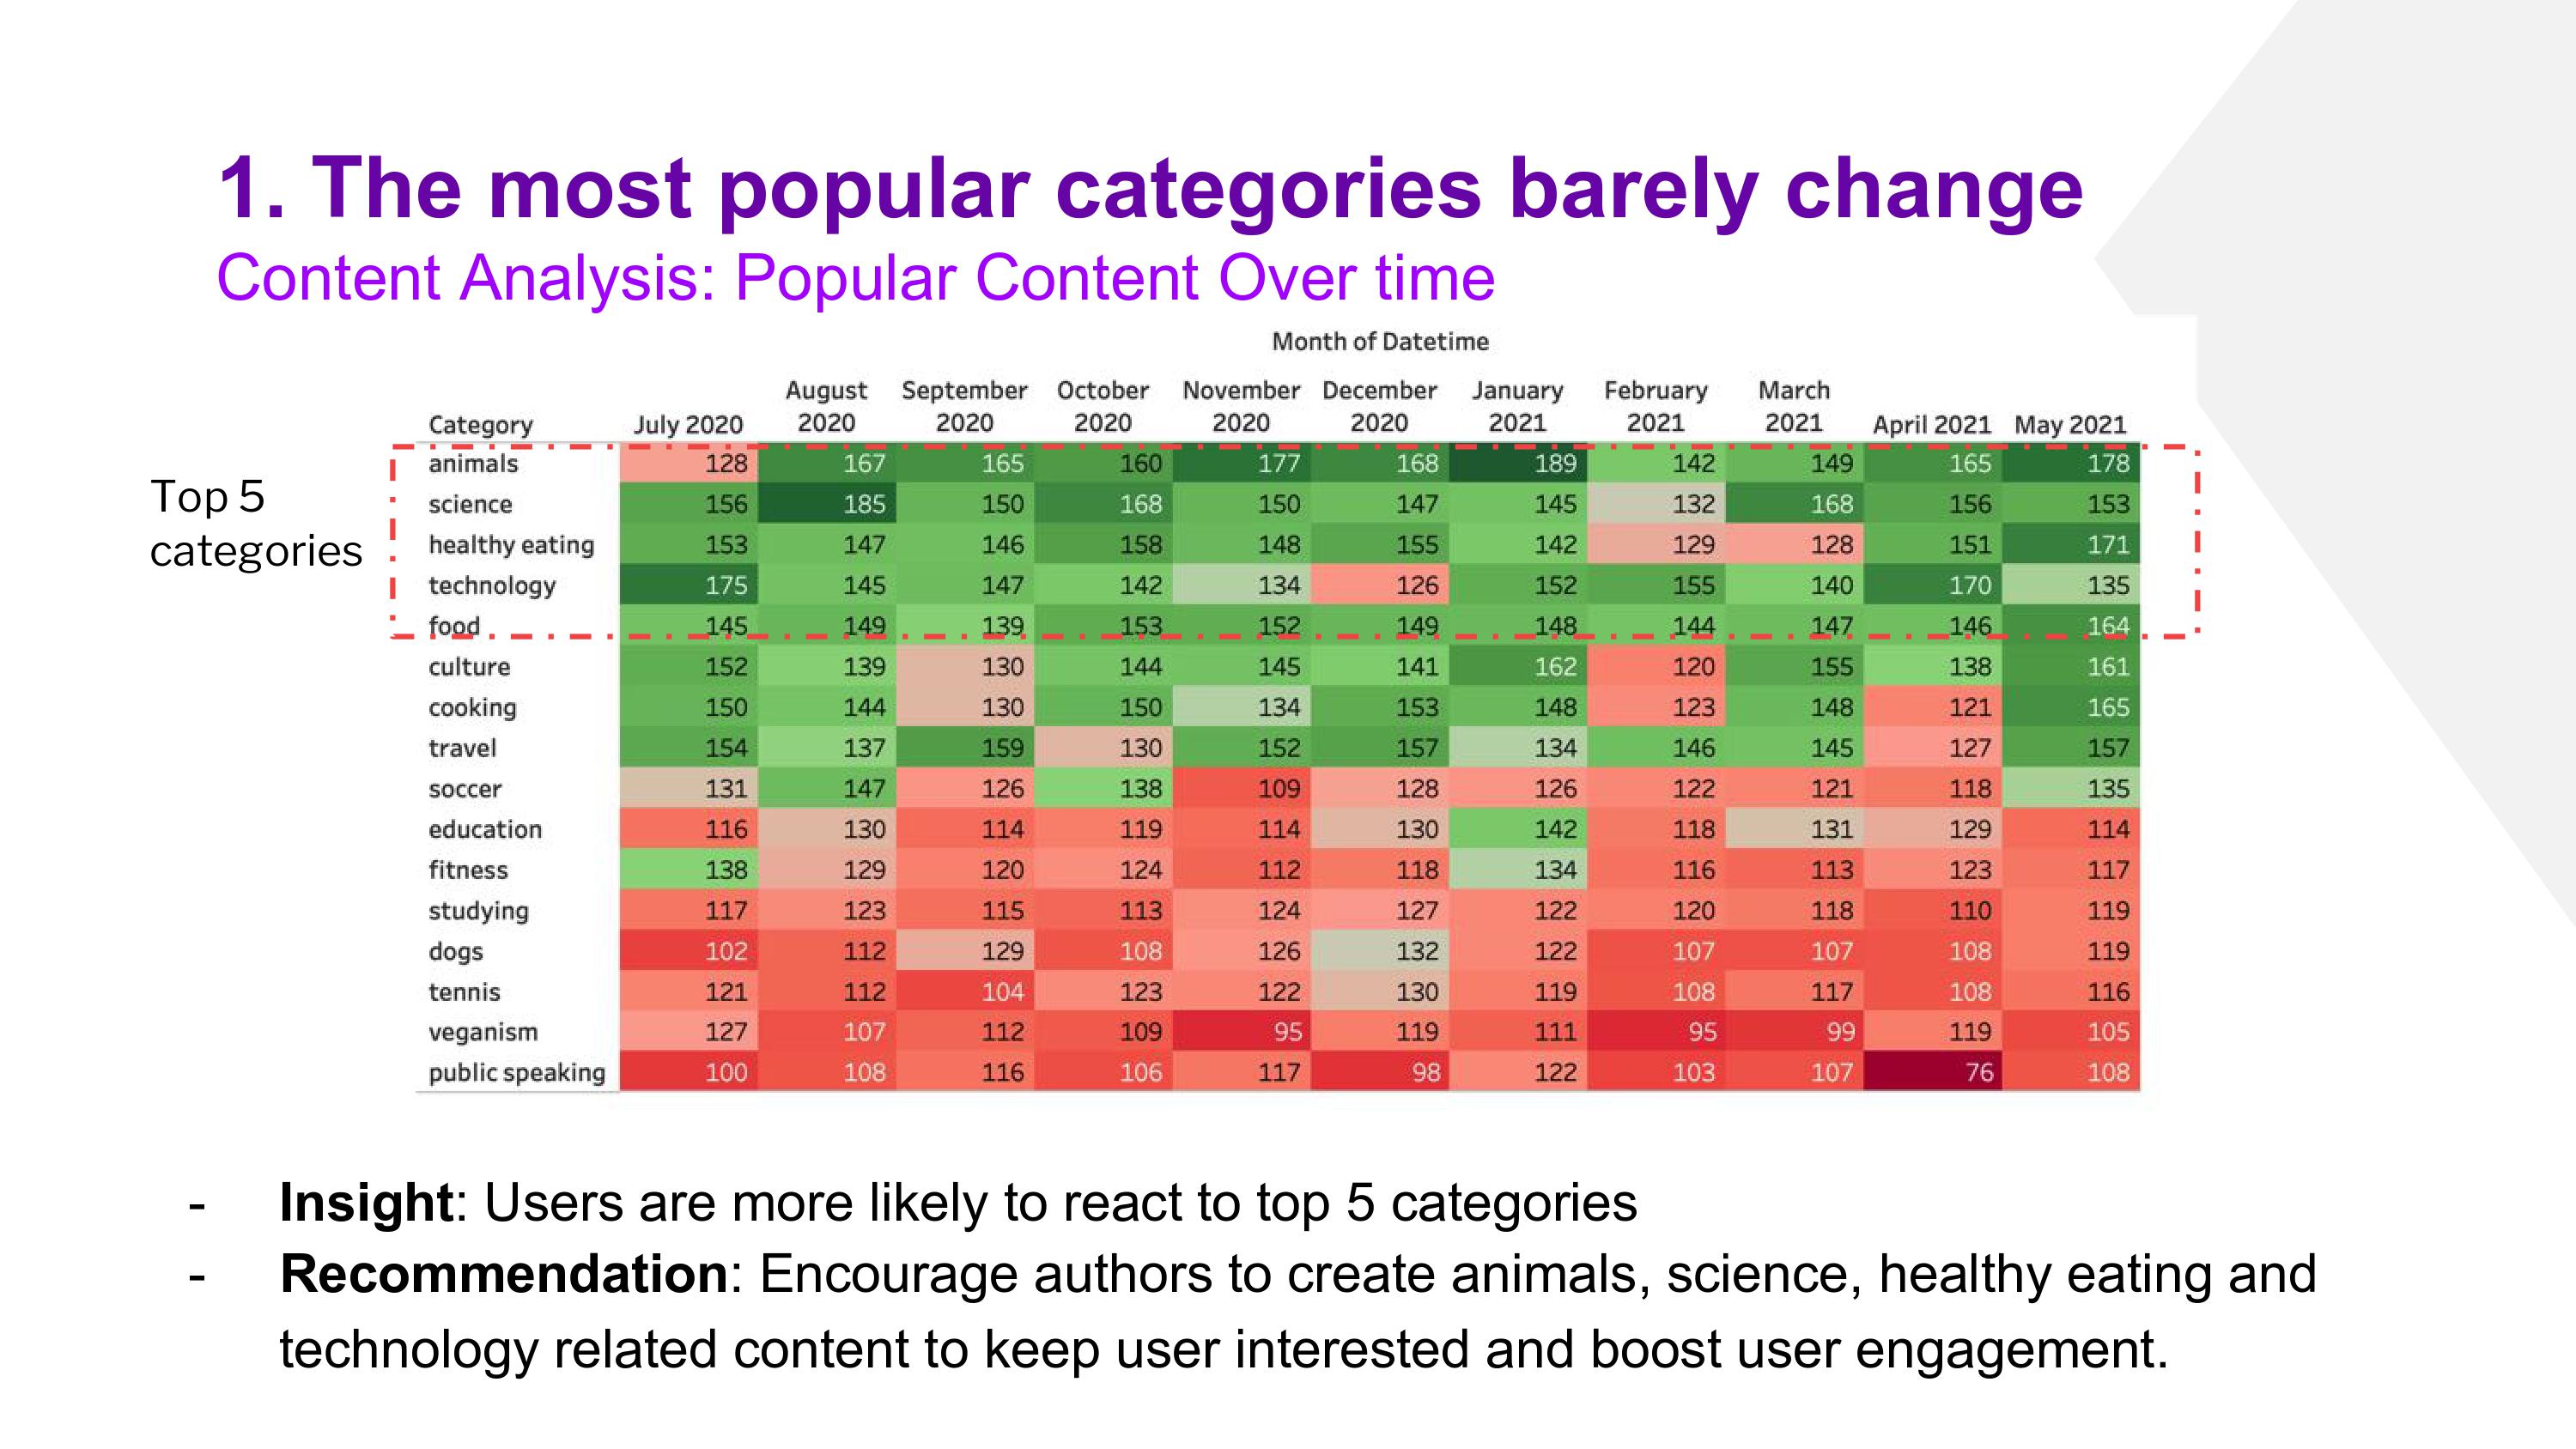 1. The most popular categories barely change
Content Analysis: Popular Content Over time
Month of Datetime
Category July 2020 August 2020 September 2020 October 2020 November 2020 December 2020 January 2021 February 2021 March 2021 April 2021 May 2021
Top 5 categories
animals 128 167 165 160 177 168 189 142 149 165 178
science 156 185 150 168 150 147 145 132 168 156 153
healthy eating 153 147 146 158 148 155 142 129 128 151 171
technology 175 145 147 142 134 126 152 155 140 170 135
food 145 149 139 153 152 149 148 144 147 146 164
culture 152 139 130 144 145 141 162 120 155 138 161
cooking 150 144 130 150 134 153 148 123 148 121 165
travel 154 137 159 130 152 157 134 146 145 127 157
soccer 131 147 126 138 109 128 126 122 121 118 135
education 116 130 114 119 114 130 142 118 131 129 114
fitness 138 129 120 124 112 118 134 116 113 123 117
studying 117 123 115 113 124 127 122 120 118 110 119
dogs 102 112 129 108 126 132 122 107 107 108 119
tennis 121 112 104 123 122 130 119 108 117 108 116
veganism 127 107 112 109 95 119 111 95 99 119 105
public speaking 100 108 116 106 117 98 122 103 107 76 108
- Insight: Users are more likely to react to top 5 categories
- Recommendation: Encourage authors to create animals, science, healthy eating and
technology related content to keep user interested and boost user engagement.